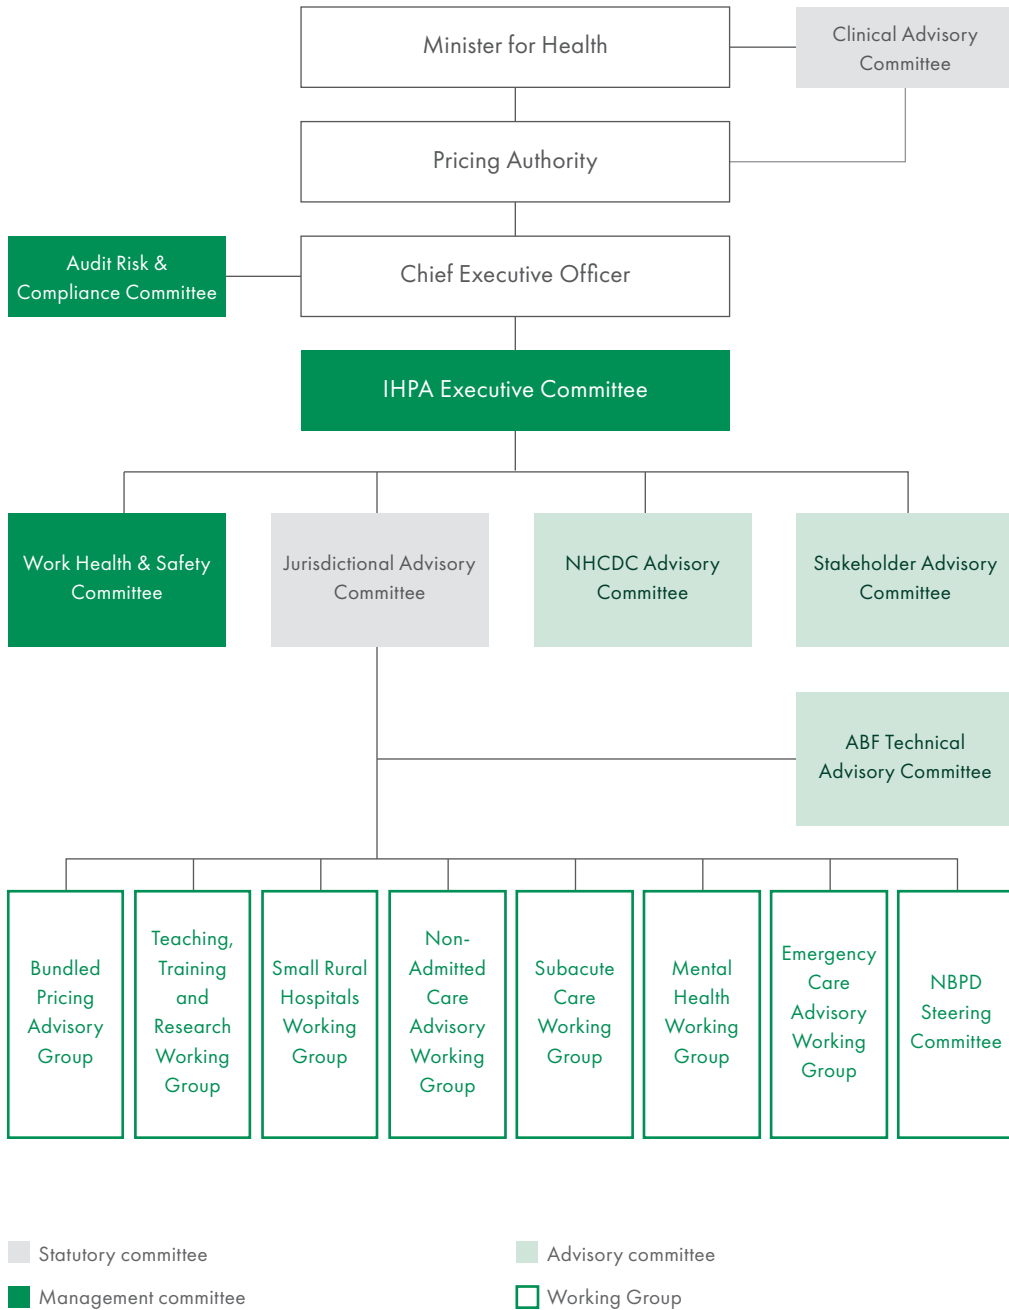 Minister for Health
Clinical Advisory
Committee
Pricing Authority
Audit Risk &
Compliance Committee
Chief Executive Officer
IHPA Executive Committee
Work Health & Safety
Committee
Jurisdictional Advisory
Committee
NHCDC Advisory
Committee
Stakeholder Advisory
Committee
ABF Technical
Advisory Committee
Bundled
Pricing
Advisory
Group
Teaching,
Training
and
Research
Working
Group
Small Rural
Hospitals
Working
Group
Non-
Admitted
Care
Advisory
Working
Group
Subacute
Care
Working
Group
Mental
Health
Working
Group
Emergency
Care
Advisory
Working
Group
NBPD
Steering
Committee
Statutory committee
Advisory committee
Management committee
Working Group